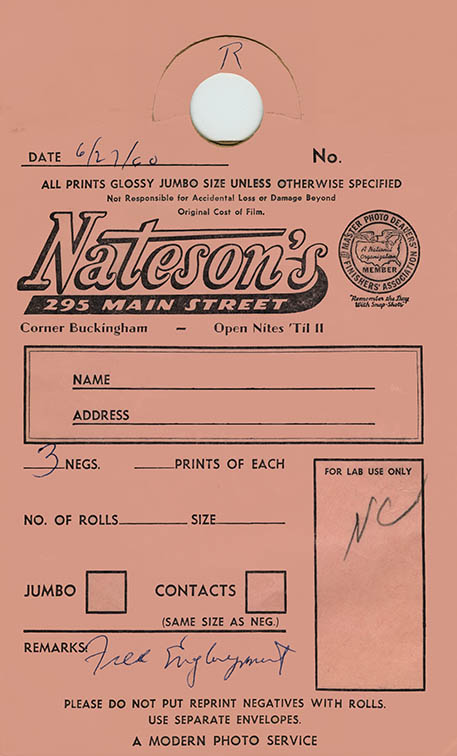 R
DATE 6/27/60 No.
ALL PRINTS GLOSSY JUMBO SIZE UNLESS OTHERWISE SPECIFIED
Not Responsible for Accidental Loss or Damage Beyond
Original Cost of Film.
Nateson's
295 MAIN STREET
MASTER PHOTO DEALERS'
FINISHERS' ASSOCIATION
A National
Organization
MEMBER
"Remember the Day
With Snap-Shots"
Corner Buckingham — Open Nites 'Til 11
NAME
ADDRESS
3 NEGS. PRINTS OF EACH
FOR LAB USE ONLY
NC
NO. OF ROLLS SIZE
JUMBO CONTACTS
(SAME SIZE AS NEG.)
REMARKS: Free Enlargement
PLEASE DO NOT PUT REPRINT NEGATIVES WITH ROLLS.
USE SEPARATE ENVELOPES.
A MODERN PHOTO SERVICE